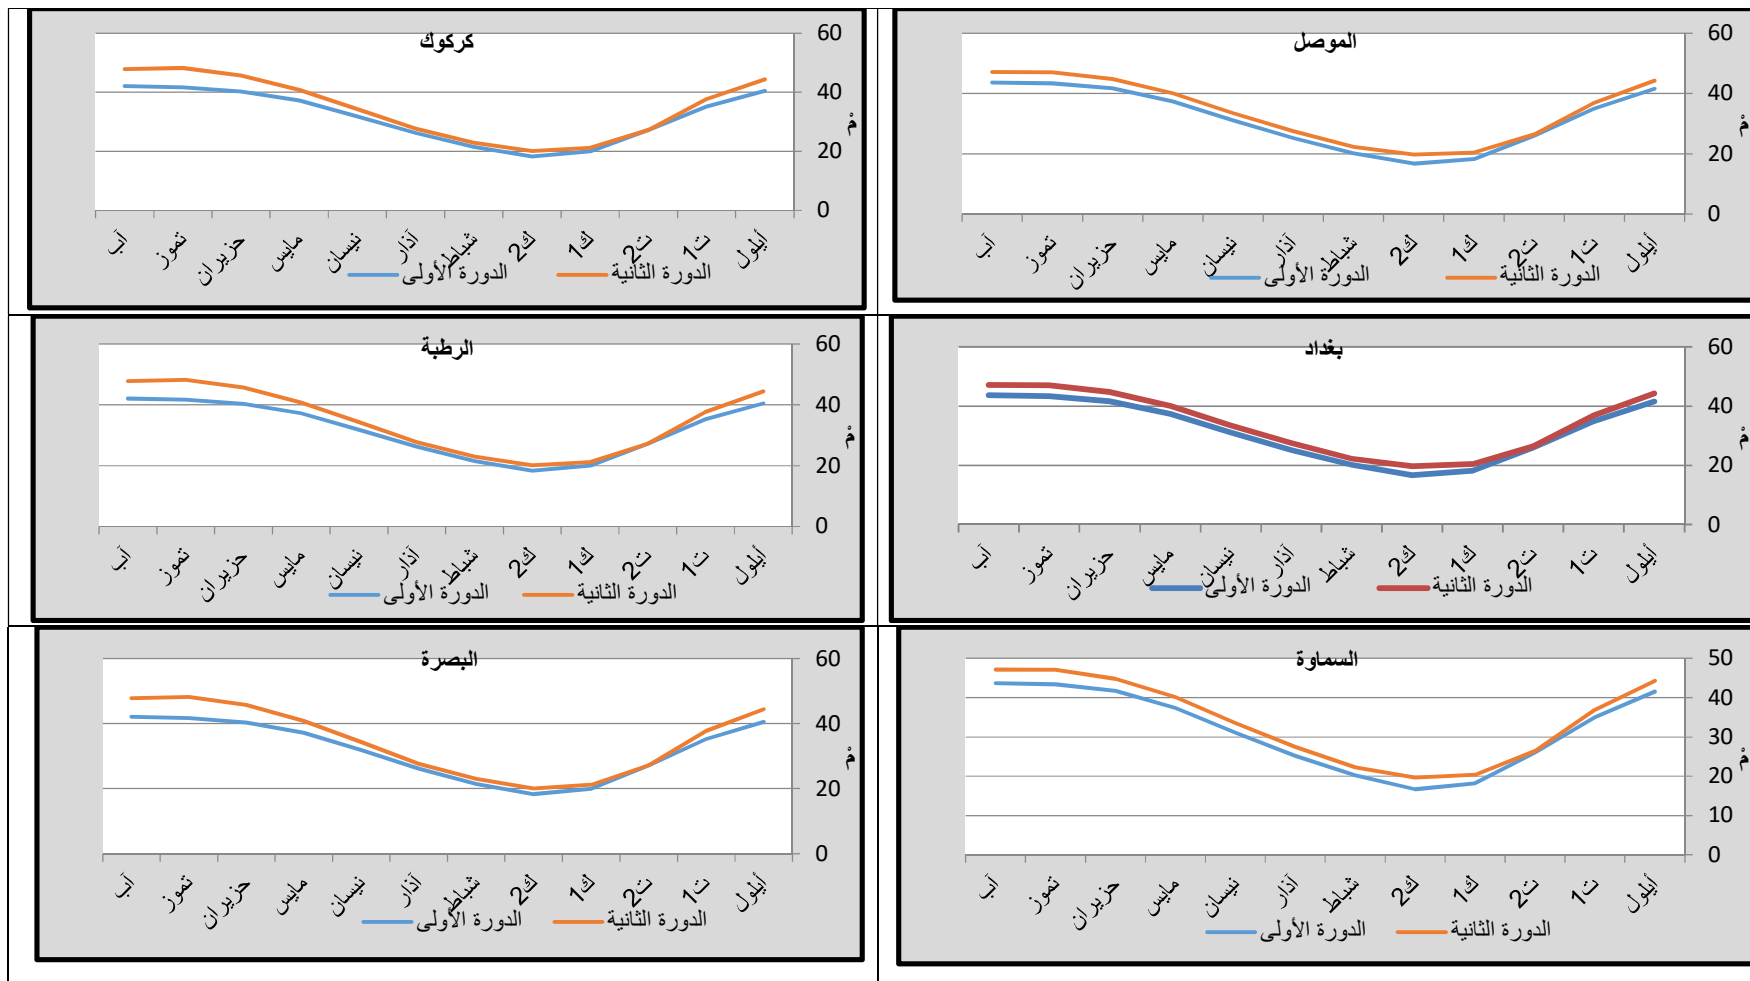 الموصل
60
40
20
0
مْ
أيلول
ت1
ت2
ك1
ك2
شباط
آذار
نيسان
مايس
حزيران
تموز
آب
الدورة الأولى
الدورة الثانية
كركوك
60
40
20
0
أيلول
ت1
ت2
ك1
ك2
شباط
آذار
نيسان
مايس
حزيران
تموز
آب
الدورة الأولى
الدورة الثانية
مْ
بغداد
60
40
20
0
مْ
أيلول
ت1
ت2
ك1
ك2
شباط
آذار
نيسان
مايس
حزيران
تموز
آب
الدورة الأولى
الدورة الثانية
الرطبة
60
40
20
0
مْ
أيلول
ت1
ت2
ك1
ك2
شباط
آذار
نيسان
مايس
حزيران
تموز
آب
الدورة الأولى
الدورة الثانية
السماوة
50
40
30
20
10
0
مْ
أيلول
ت1
ت2
ك1
ك2
شباط
آذار
نيسان
مايس
حزيران
تموز
آب
الدورة الأولى
الدورة الثانية
البصرة
60
40
20
0
مْ
أيلول
ت1
ت2
ك1
ك2
شباط
آذار
نيسان
مايس
حزيران
تموز
آب
الدورة الأولى
الدورة الثانية